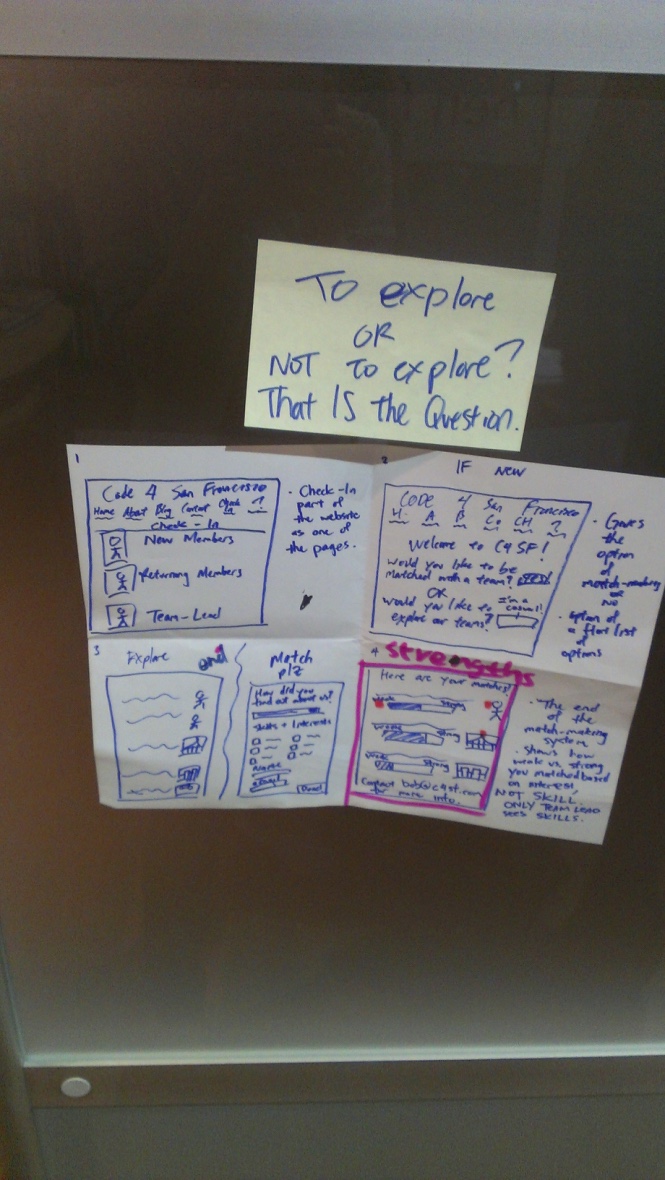 To explore
OR
NOT to explore?
That IS the Question.
1
Code 4 San Francisco
Home About Blog Contact Check In ?
Check-In
New Members
Returning Members
Team-Lead
• Check-In
part of
the website
as one of
the pages.
2
IF NEW
CODE 4 San Francisco
H. A B Co CH ?
Welcome to C4SF!
Would you like to be
matched with a team? YES!
OR
Would you like to
explore our teams?
I'm a
casual!
• Gives
the
option
of
match-making
or
no
• Option of
a flat list
of
options
3
Explore
and
Match
plz
How did you
find out about us?
Skills + Interests
Name
Email
Done!
4
strengths
Here are your matches!
Weak Strong
Weak Strong
Weak Strong
Contact bob@c4sf.com
for more info.
• The end
of the
match-making
system
• Shows how
weak vs. strong
you matched based
on interest,
NOT SKILL.
ONLY TEAM LEAD
SEES SKILLS.